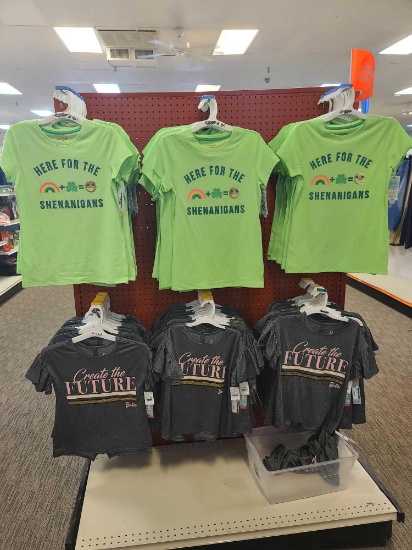 HERE FOR THE
+ =
SHENANIGANS
HERE FOR THE
+ =
SHENANIGANS
HERE FOR THE
+ =
SHENANIGANS
Create the
FUTURE
Barbie
Create the
FUTURE
Barbie
Create the
FUTURE
Barbie